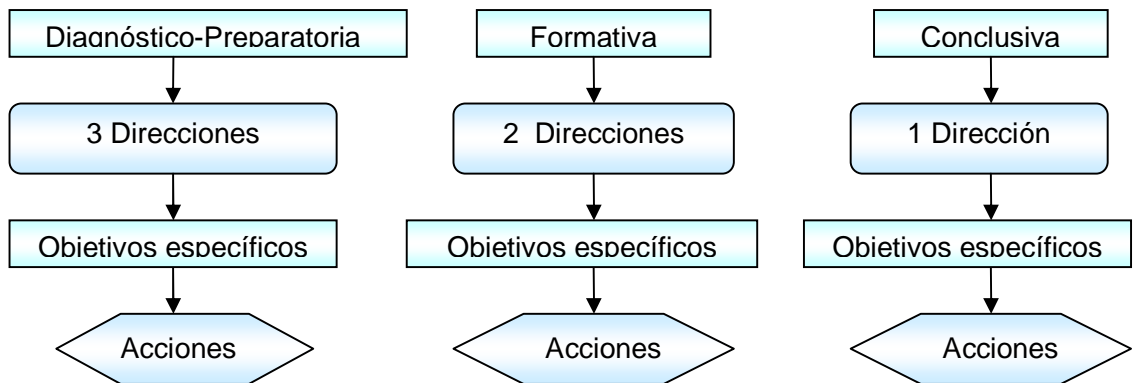 Diagnóstico-Preparatoria
Formativa
Conclusiva
3 Direcciones
2 Direcciones
1 Dirección
Objetivos específicos
Objetivos específicos
Objetivos específicos
Acciones
Acciones
Acciones